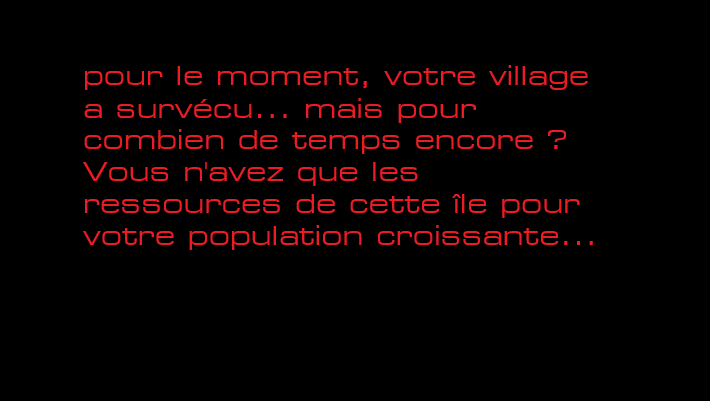 pour le moment, votre village
a survécu... mais pour
combien de temps encore ?
Vous n'avez que les
ressources de cette île pour
votre population croissante...